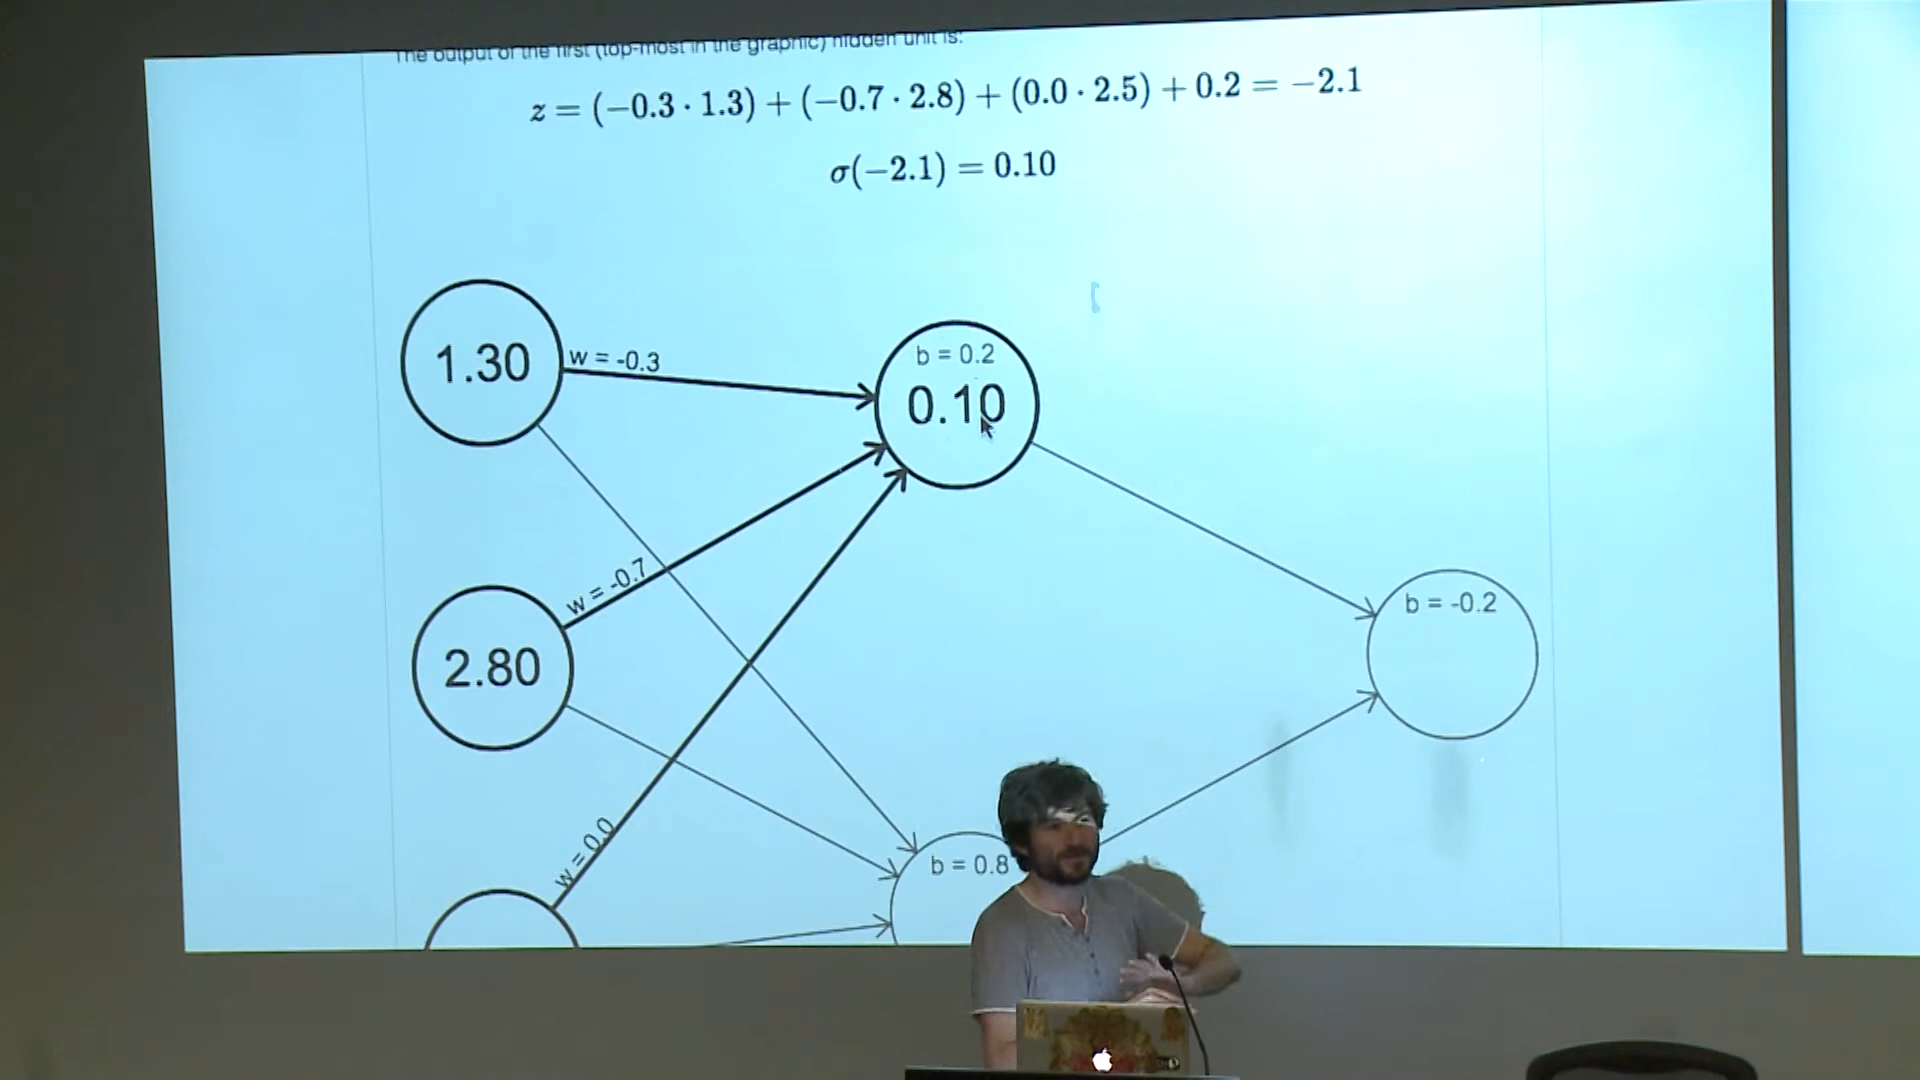 The output of the first (top-most in the graphic) hidden unit is:
z = (−0.3 · 1.3) + (−0.7 · 2.8) + (0.0 · 2.5) + 0.2 = −2.1
σ(−2.1) = 0.10
1.30
w = -0.3
b = 0.2
0.10
w = -0.7
2.80
b = -0.2
w = 0.0
b = 0.8